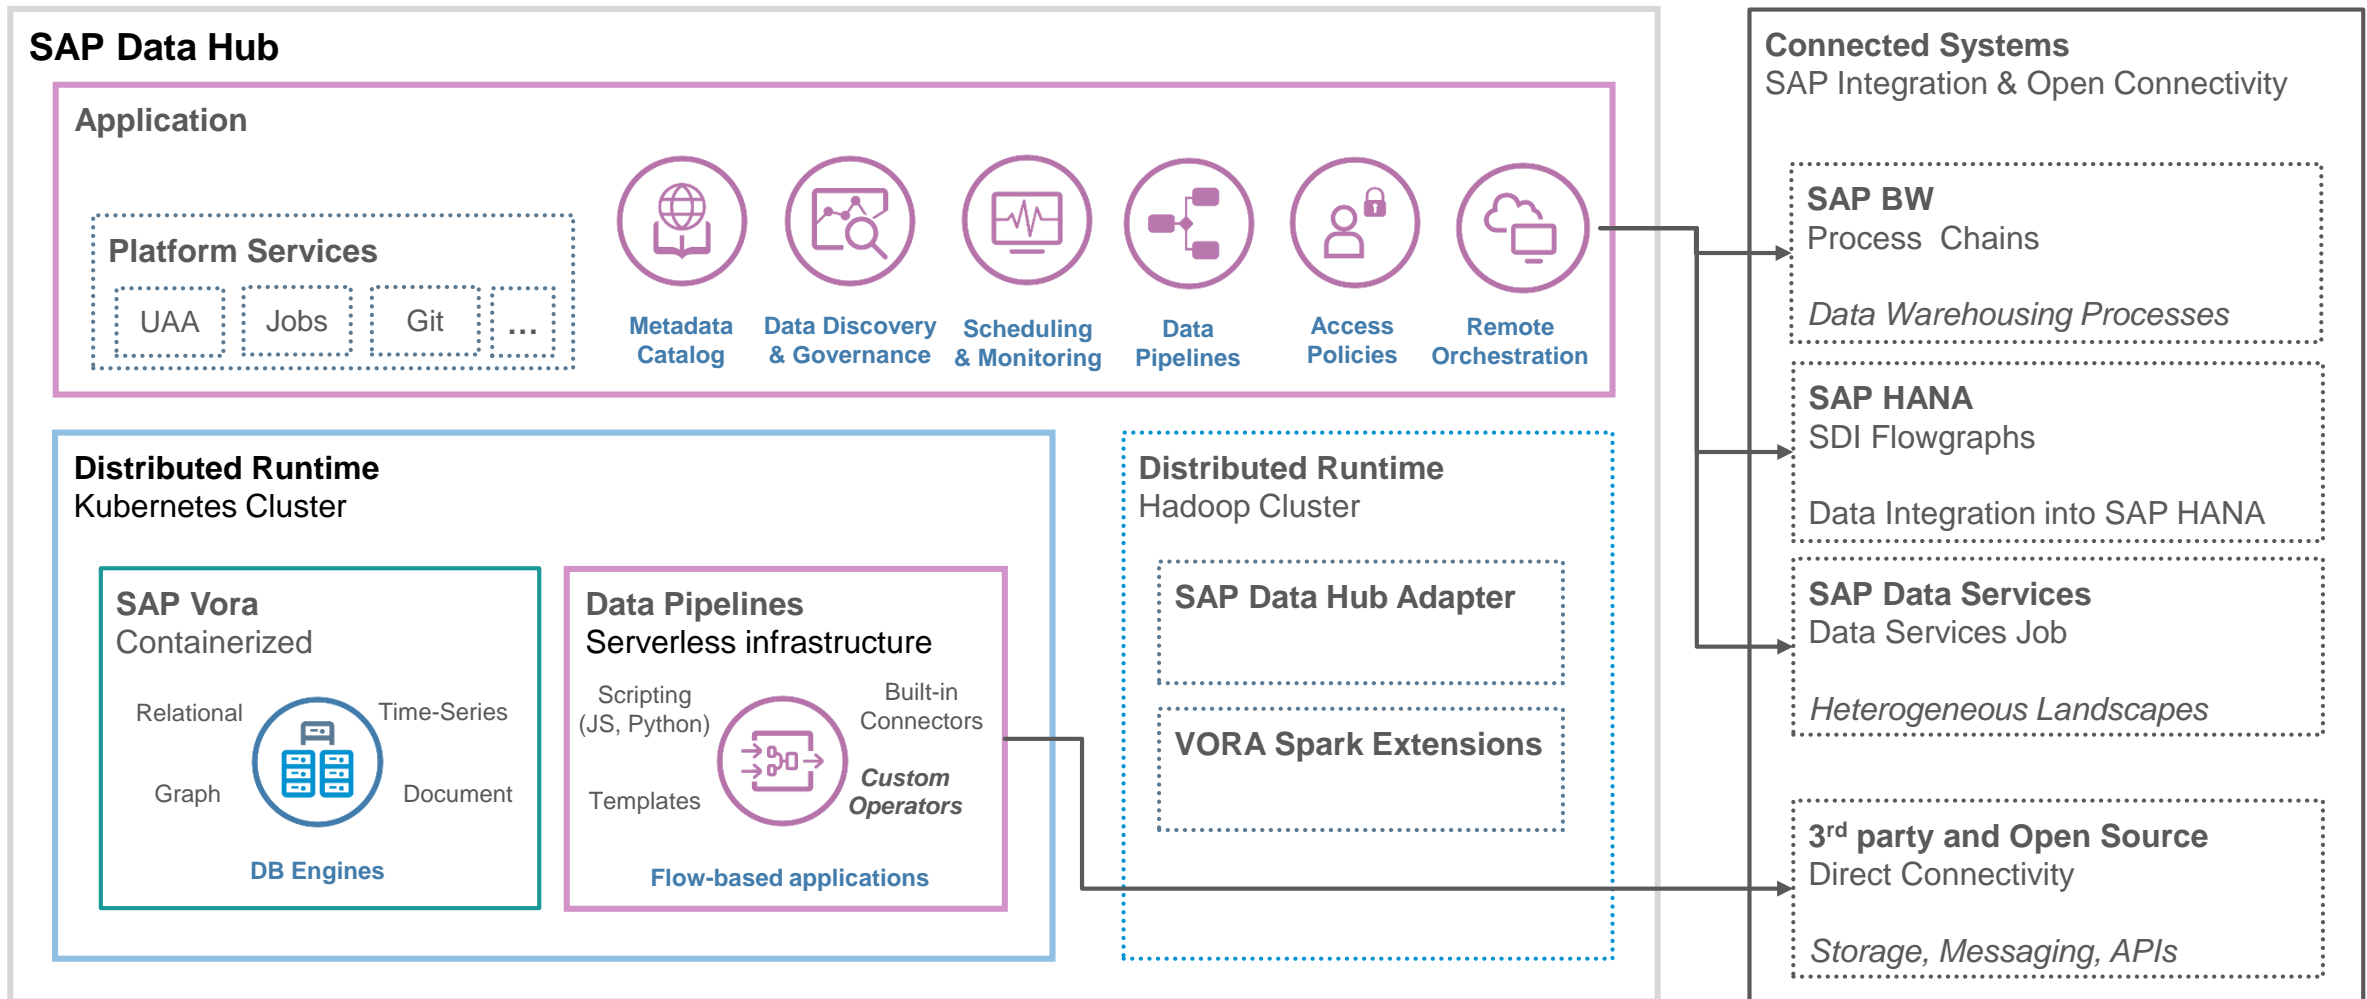 SAP Data Hub
Application
Platform Services
UAA
Jobs
Git
...
Metadata
Catalog
Data Discovery
& Governance
Scheduling
& Monitoring
Data
Pipelines
Access
Policies
Remote
Orchestration
Distributed Runtime
Kubernetes Cluster
SAP Vora
Containerized
Relational
Time-Series
Graph
Document
DB Engines
Data Pipelines
Serverless infrastructure
Scripting
(JS, Python)
Built-in
Connectors
Templates
Custom
Operators
Flow-based applications
Distributed Runtime
Hadoop Cluster
SAP Data Hub Adapter
VORA Spark Extensions
Connected Systems
SAP Integration & Open Connectivity
SAP BW
Process Chains
Data Warehousing Processes
SAP HANA
SDI Flowgraphs
Data Integration into SAP HANA
SAP Data Services
Data Services Job
Heterogeneous Landscapes
3rd party and Open Source
Direct Connectivity
Storage, Messaging, APIs